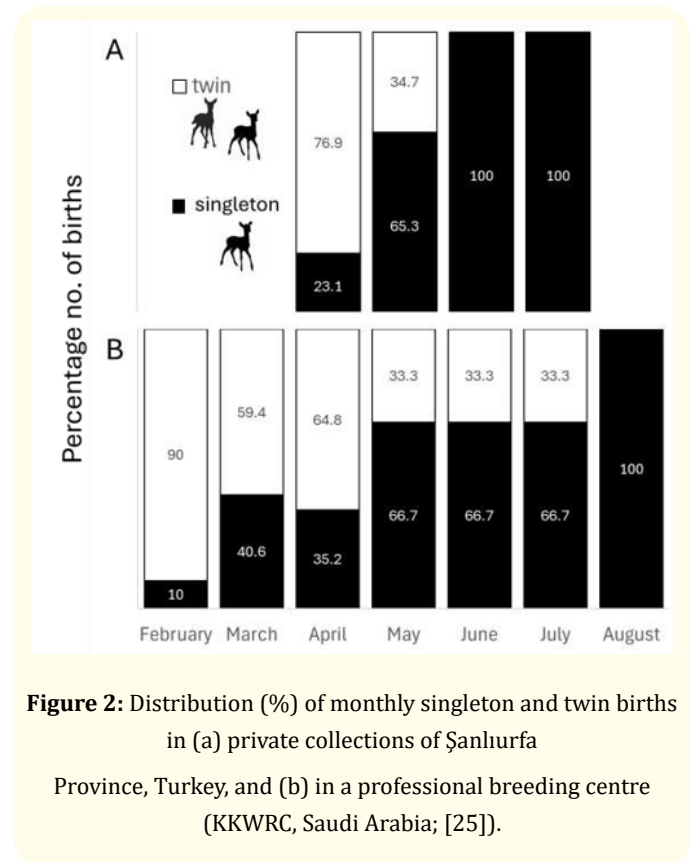 A
twin
singleton
76.9
23.1
34.7
65.3
100
100
Percentage no. of births
B
90
10
59.4
40.6
64.8
35.2
33.3
66.7
33.3
66.7
33.3
66.7
100
February March April May June July August
Figure 2: Distribution (%) of monthly singleton and twin births
in (a) private collections of Şanlıurfa
Province, Turkey, and (b) in a professional breeding centre
(KKWRC, Saudi Arabia; [25]).